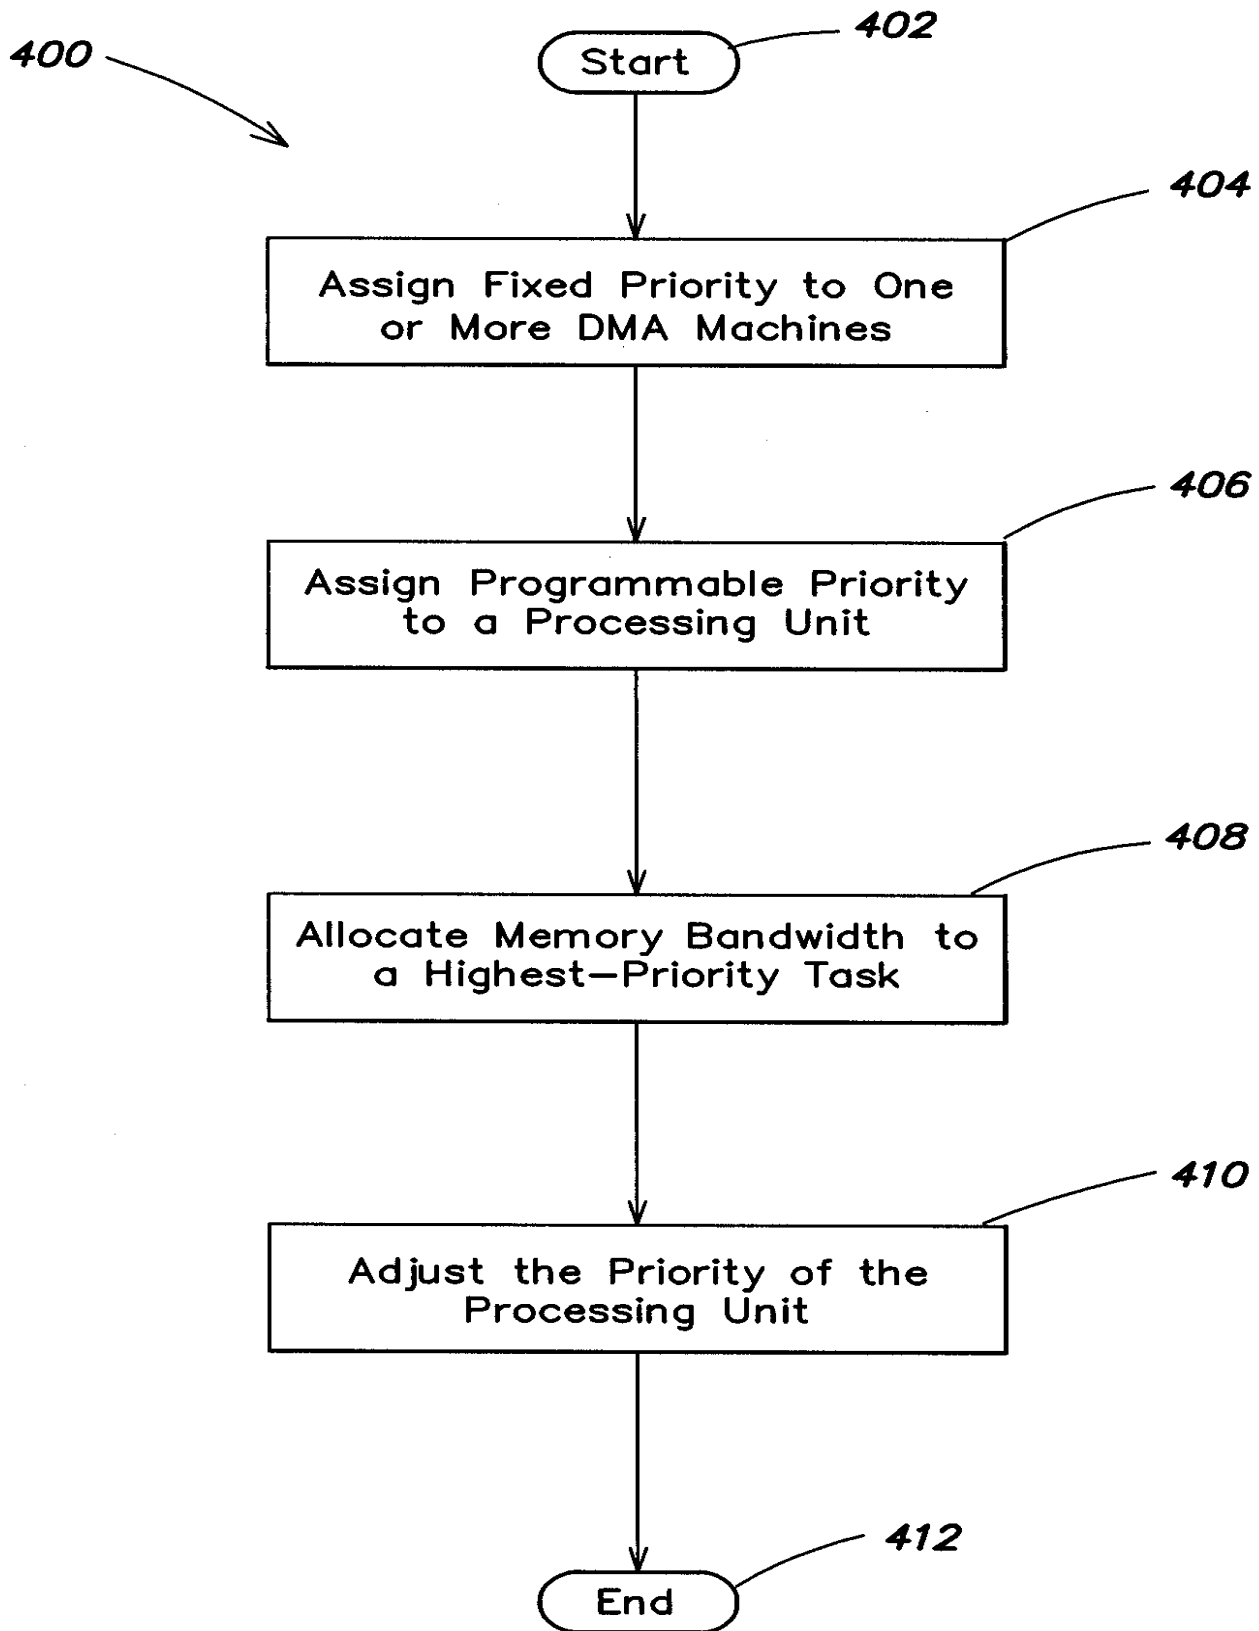 400
402
Start
404
Assign Fixed Priority to One
or More DMA Machines
406
Assign Programmable Priority
to a Processing Unit
408
Allocate Memory Bandwidth to
a Highest-Priority Task
410
Adjust the Priority of the
Processing Unit
412
End